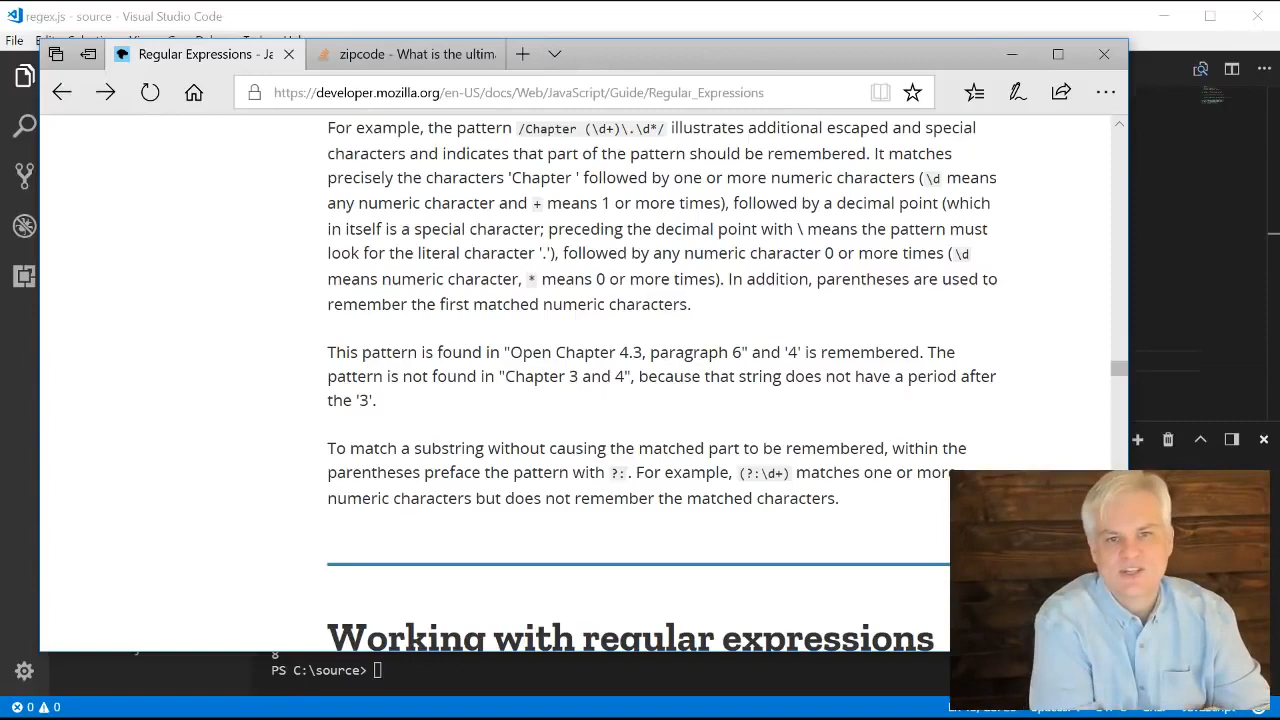 regex.js - source - Visual Studio Code
File
Regular Expressions - Ja
zipcode - What is the ultim
https://developer.mozilla.org/en-US/docs/Web/JavaScript/Guide/Regular_Expressions
For example, the pattern /Chapter (\d+)\.\d*/ illustrates additional escaped and special
characters and indicates that part of the pattern should be remembered. It matches
precisely the characters 'Chapter ' followed by one or more numeric characters (\d means
any numeric character and + means 1 or more times), followed by a decimal point (which
in itself is a special character; preceding the decimal point with \ means the pattern must
look for the literal character '.'), followed by any numeric character 0 or more times (\d
means numeric character, * means 0 or more times). In addition, parentheses are used to
remember the first matched numeric characters.
This pattern is found in "Open Chapter 4.3, paragraph 6" and '4' is remembered. The
pattern is not found in "Chapter 3 and 4", because that string does not have a period after
the '3'.
To match a substring without causing the matched part to be remembered, within the
parentheses preface the pattern with ?:. For example, (?:\d+) matches one or more
numeric characters but does not remember the matched characters.
Working with regular expressions
8
PS C:\source>
0 0